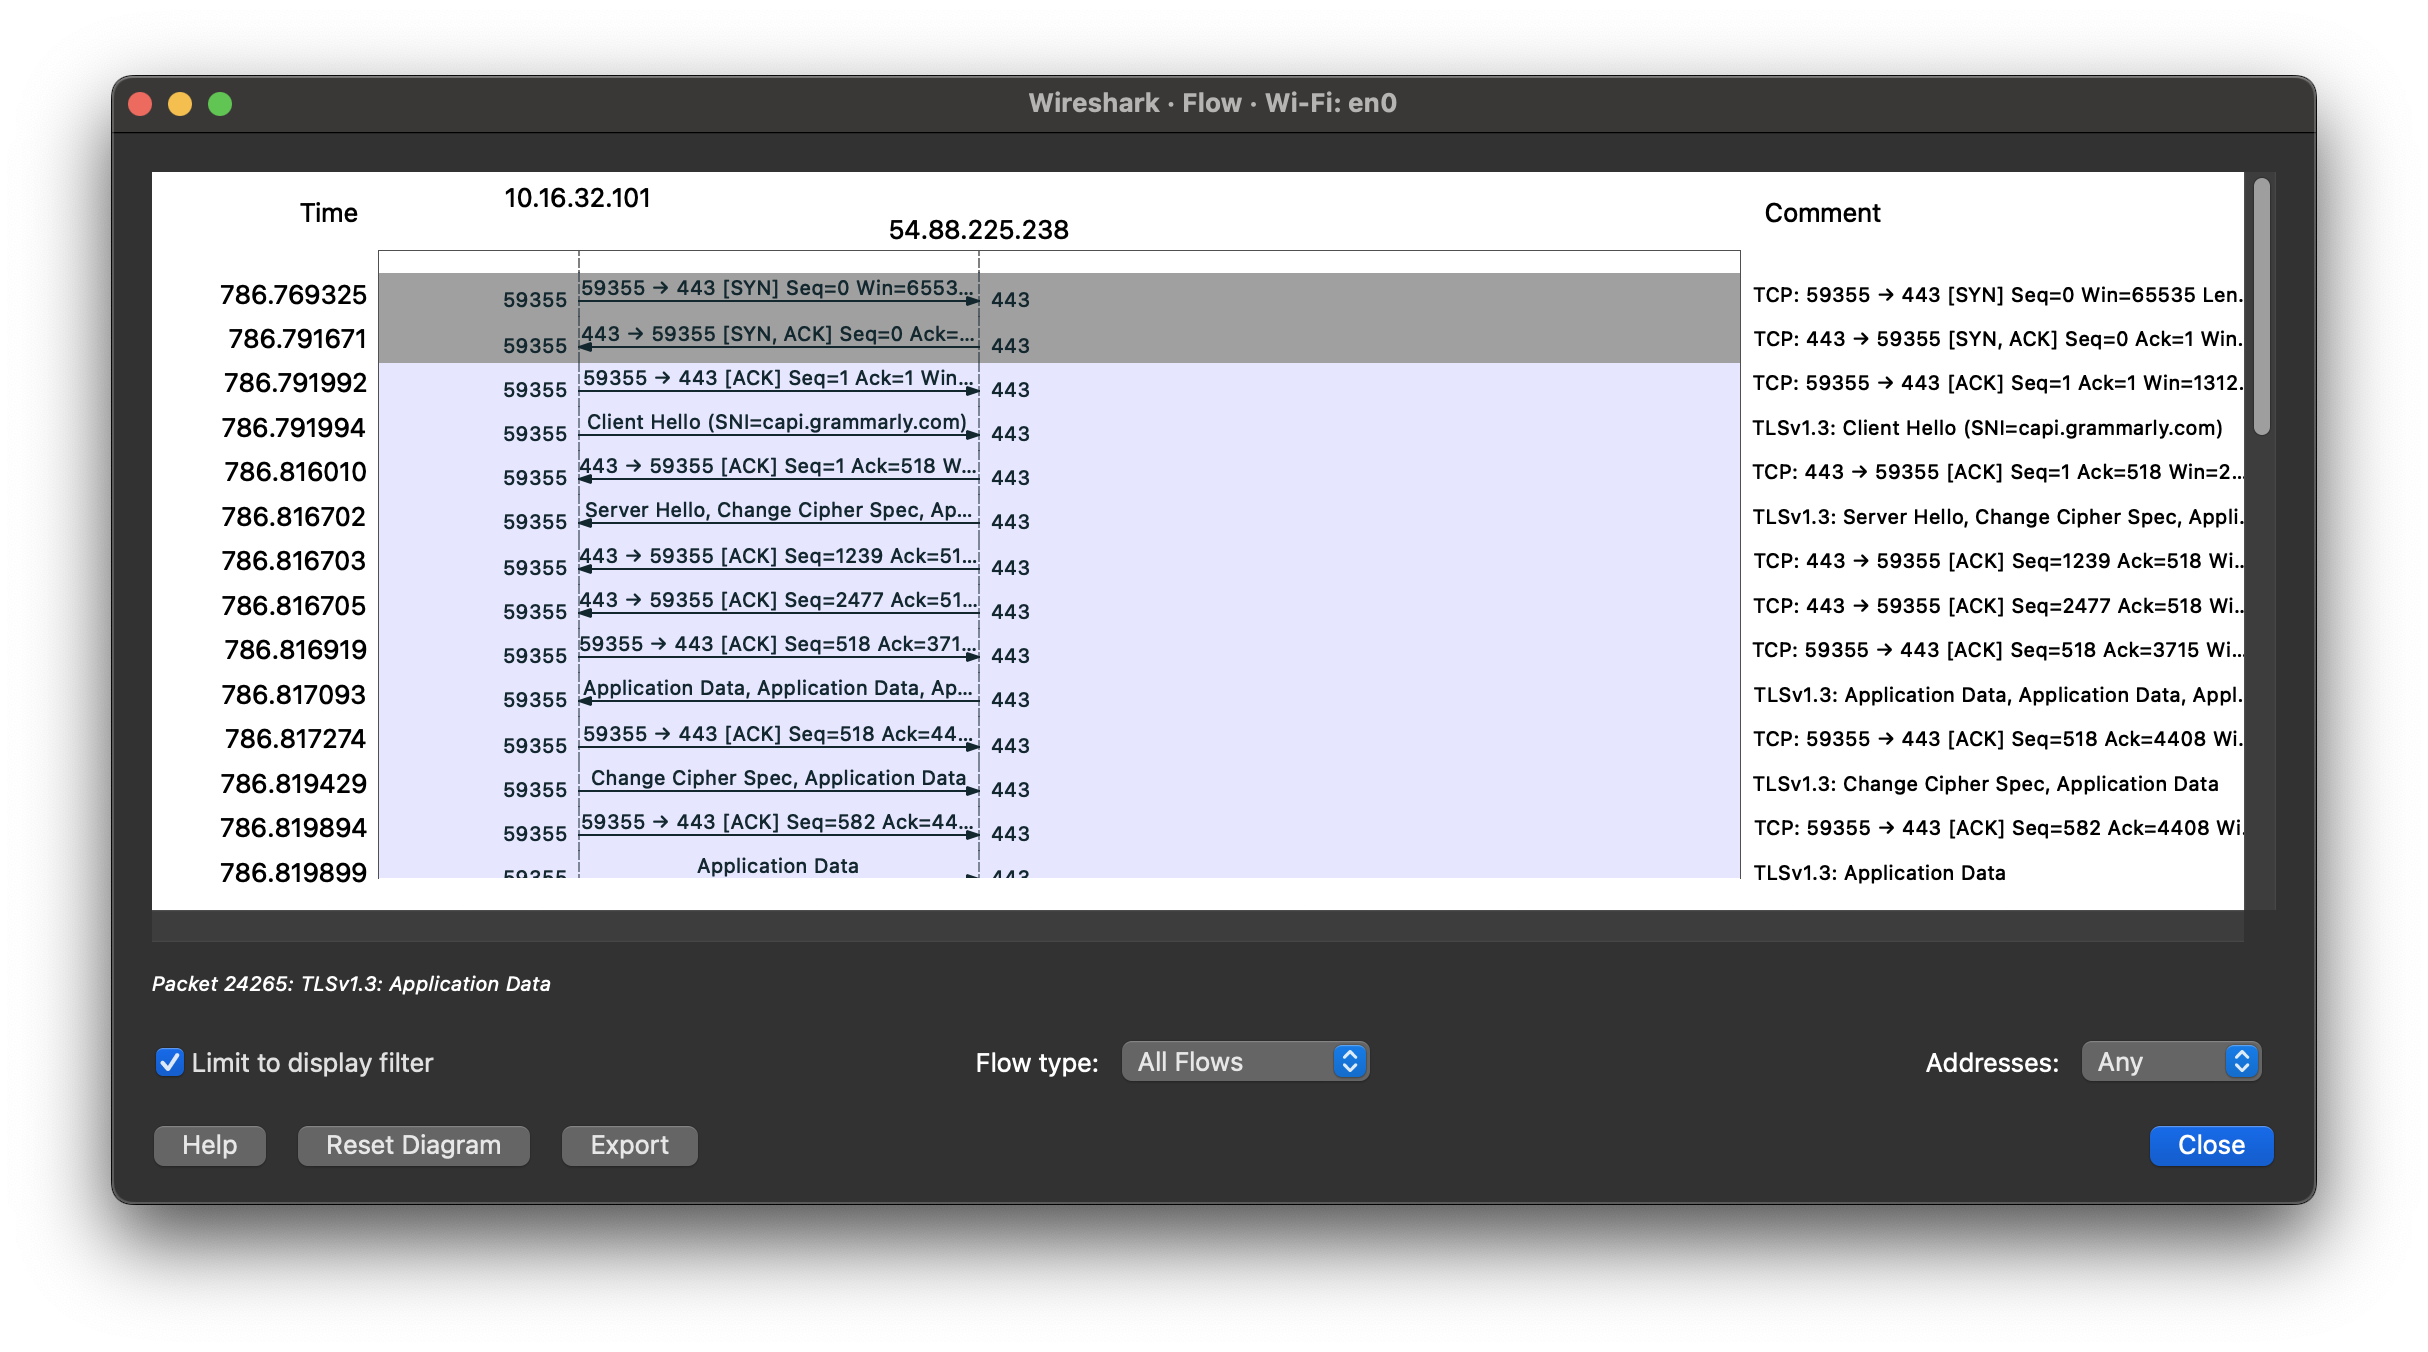 Wireshark · Flow · Wi-Fi: en0
10.16.32.101
Time
Comment
54.88.225.238
786.769325 59355 59355 → 443 [SYN] Seq=0 Win=6553... 443 TCP: 59355 → 443 [SYN] Seq=0 Win=65535 Len.
786.791671 59355 443 → 59355 [SYN, ACK] Seq=0 Ack=... 443 TCP: 443 → 59355 [SYN, ACK] Seq=0 Ack=1 Win.
786.791992 59355 59355 → 443 [ACK] Seq=1 Ack=1 Win... 443 TCP: 59355 → 443 [ACK] Seq=1 Ack=1 Win=1312.
786.791994 59355 Client Hello (SNI=capi.grammarly.com) 443 TLSv1.3: Client Hello (SNI=capi.grammarly.com)
786.816010 59355 443 → 59355 [ACK] Seq=1 Ack=518 W... 443 TCP: 443 → 59355 [ACK] Seq=1 Ack=518 Win=2...
786.816702 59355 Server Hello, Change Cipher Spec, Ap... 443 TLSv1.3: Server Hello, Change Cipher Spec, Appli.
786.816703 59355 443 → 59355 [ACK] Seq=1239 Ack=51... 443 TCP: 443 → 59355 [ACK] Seq=1239 Ack=518 Wi..
786.816705 59355 443 → 59355 [ACK] Seq=2477 Ack=51... 443 TCP: 443 → 59355 [ACK] Seq=2477 Ack=518 Wi..
786.816919 59355 59355 → 443 [ACK] Seq=518 Ack=371... 443 TCP: 59355 → 443 [ACK] Seq=518 Ack=3715 Wi...
786.817093 59355 Application Data, Application Data, Ap... 443 TLSv1.3: Application Data, Application Data, Appl.
786.817274 59355 59355 → 443 [ACK] Seq=518 Ack=44... 443 TCP: 59355 → 443 [ACK] Seq=518 Ack=4408 Wi.
786.819429 59355 Change Cipher Spec, Application Data 443 TLSv1.3: Change Cipher Spec, Application Data
786.819894 59355 59355 → 443 [ACK] Seq=582 Ack=44... 443 TCP: 59355 → 443 [ACK] Seq=582 Ack=4408 Wi.
786.819899 59355 Application Data 443 TLSv1.3: Application Data
Packet 24265: TLSv1.3: Application Data
Limit to display filter
Flow type: All Flows
Addresses: Any
Help
Reset Diagram
Export
Close